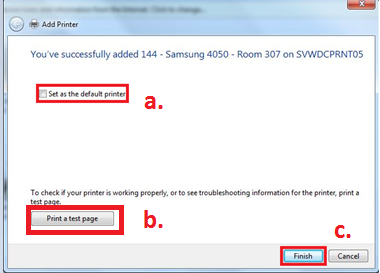 Add Printer
You've successfully added 144 - Samsung 4050 - Room 307 on SVWDCPRNT05
Set as the default printer
a.
To check if your printer is working properly, or to see troubleshooting information for the printer, print a
test page.
Print a test page
b.
c.
Finish
Cancel